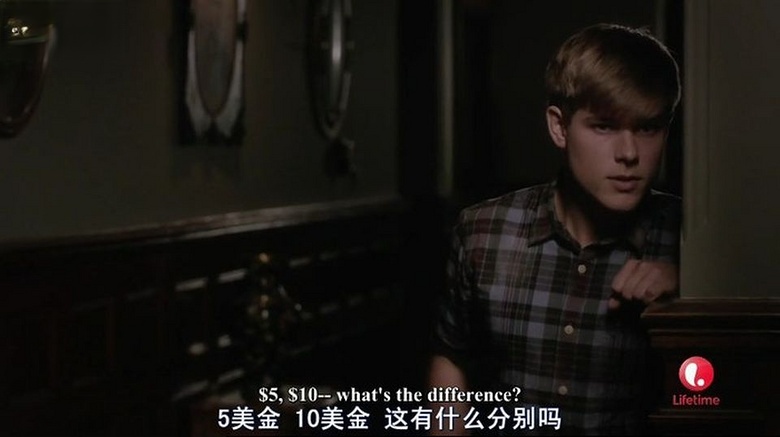 $5, $10-- what's the difference?
5美金 10美金 这有什么分别吗
Lifetime